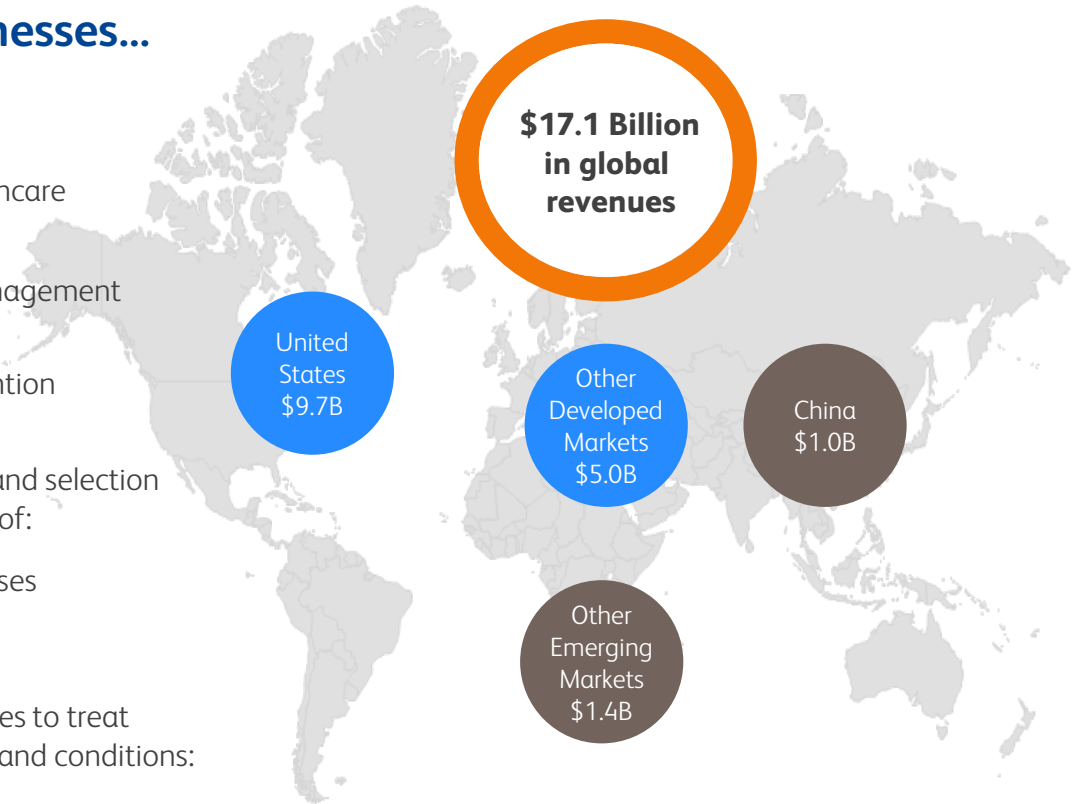 nesses...
$17.1 Billion
in global
revenues
ncare
nagement
ntion
and selection
of:
ses
es to treat
and conditions:
United
States
$9.7B
Other
Developed
Markets
$5.0B
China
$1.0B
Other
Emerging
Markets
$1.4B